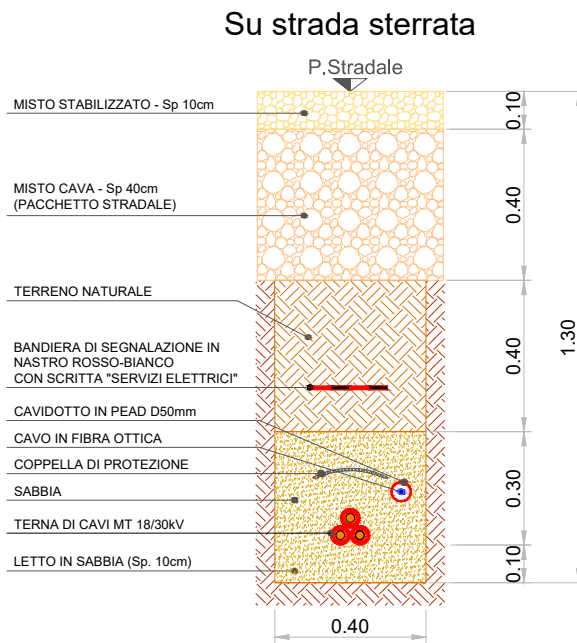 Su strada sterrata
P.Stradale
MISTO STABILIZZATO - Sp 10cm
MISTO CAVA - Sp 40cm
(PACCHETTO STRADALE)
TERRENO NATURALE
BANDIERA DI SEGNALAZIONE IN
NASTRO ROSSO-BIANCO
CON SCRITTA "SERVIZI ELETTRICI"
CAVIDOTTO IN PEAD D50mm
CAVO IN FIBRA OTTICA
COPPELLA DI PROTEZIONE
SABBIA
TERNA DI CAVI MT 18/30kV
LETTO IN SABBIA (Sp. 10cm)
0.10
0.40
0.40
0.30
0.10
1.30
0.40